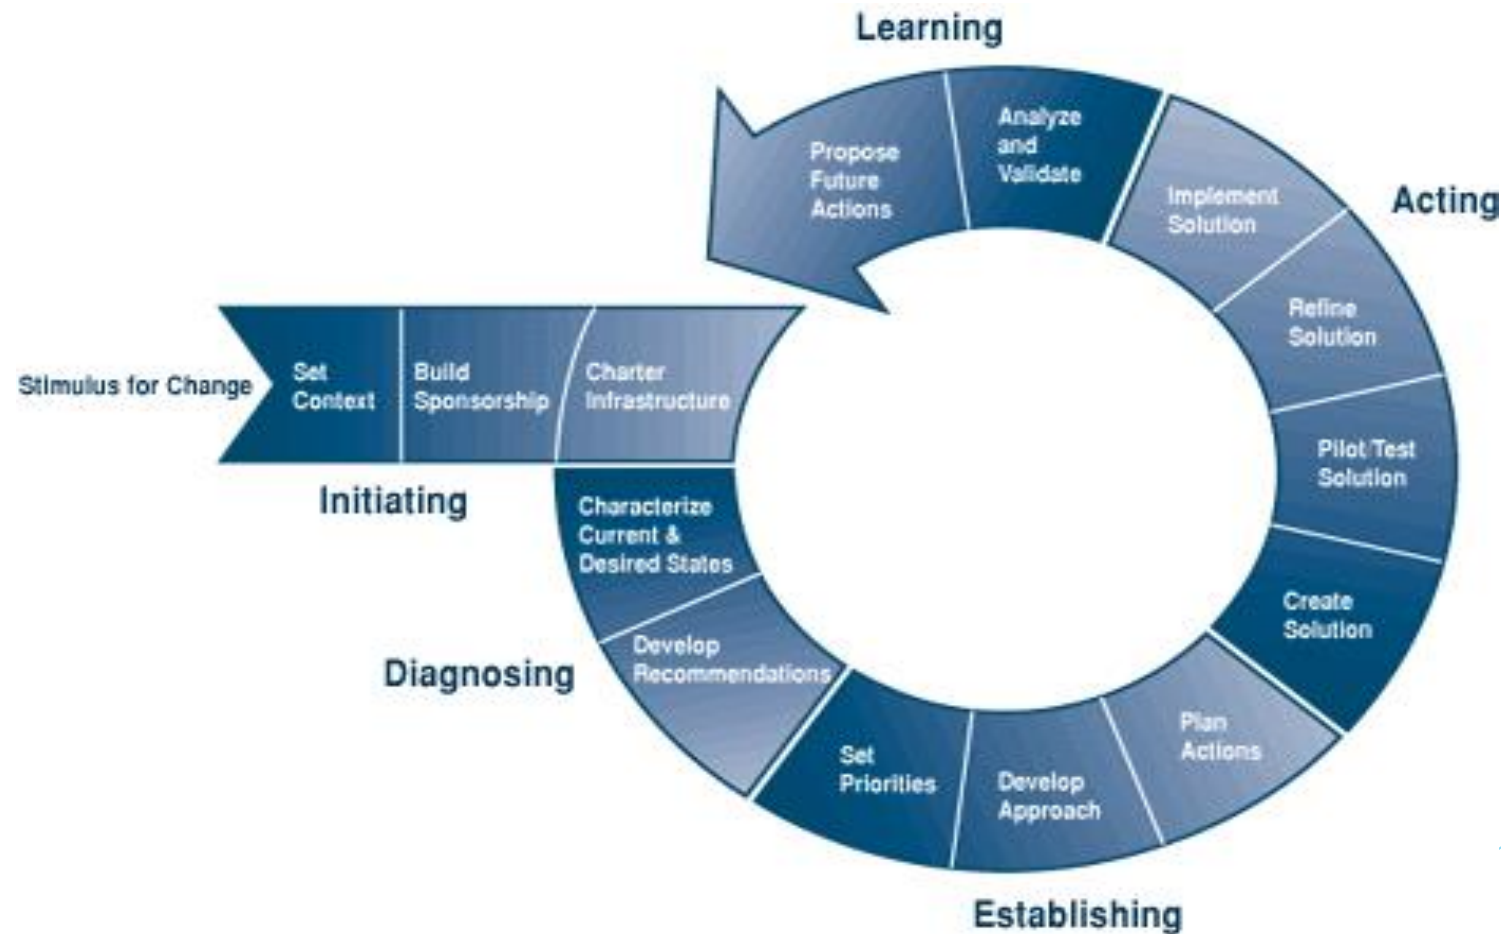 Learning
Analyze
and
Validate
Propose
Future
Actions
Implement
Solution
Acting
Refine
Solution
Stimulus for Change
Set
Context
Build
Sponsorship
Charter
Infrastructure
Pilot/Test
Solution
Initiating
Characterize
Current &
Desired States
Create
Solution
Diagnosing
Develop
Recommendations
Set
Priorities
Develop
Approach
Plan
Actions
Establishing